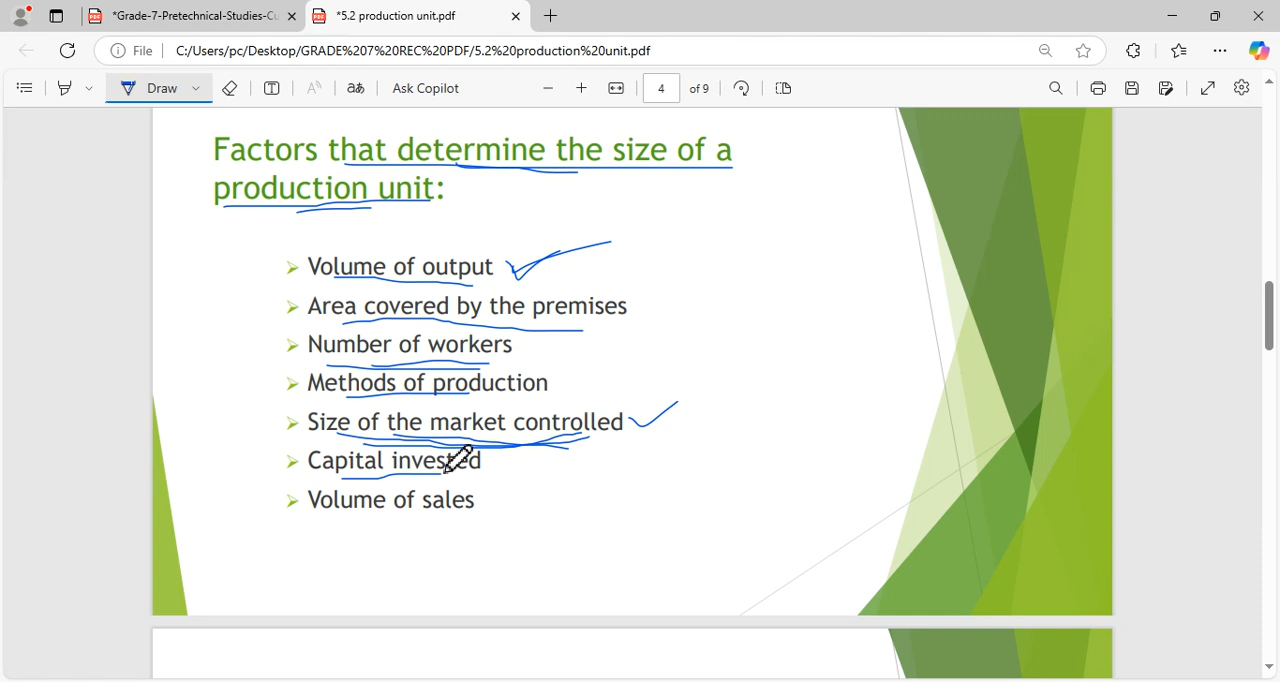 *Grade-7-Pretechnical-Studies-Cu
*5.2 production unit.pdf
File
C:/Users/pc/Desktop/GRADE%207%20REC%20PDF/5.2%20production%20unit.pdf
Draw
aあ
Ask Copilot
4 of 9
Factors that determine the size of a
production unit:
Volume of output
Area covered by the premises
Number of workers
Methods of production
Size of the market controlled
Capital invested
Volume of sales